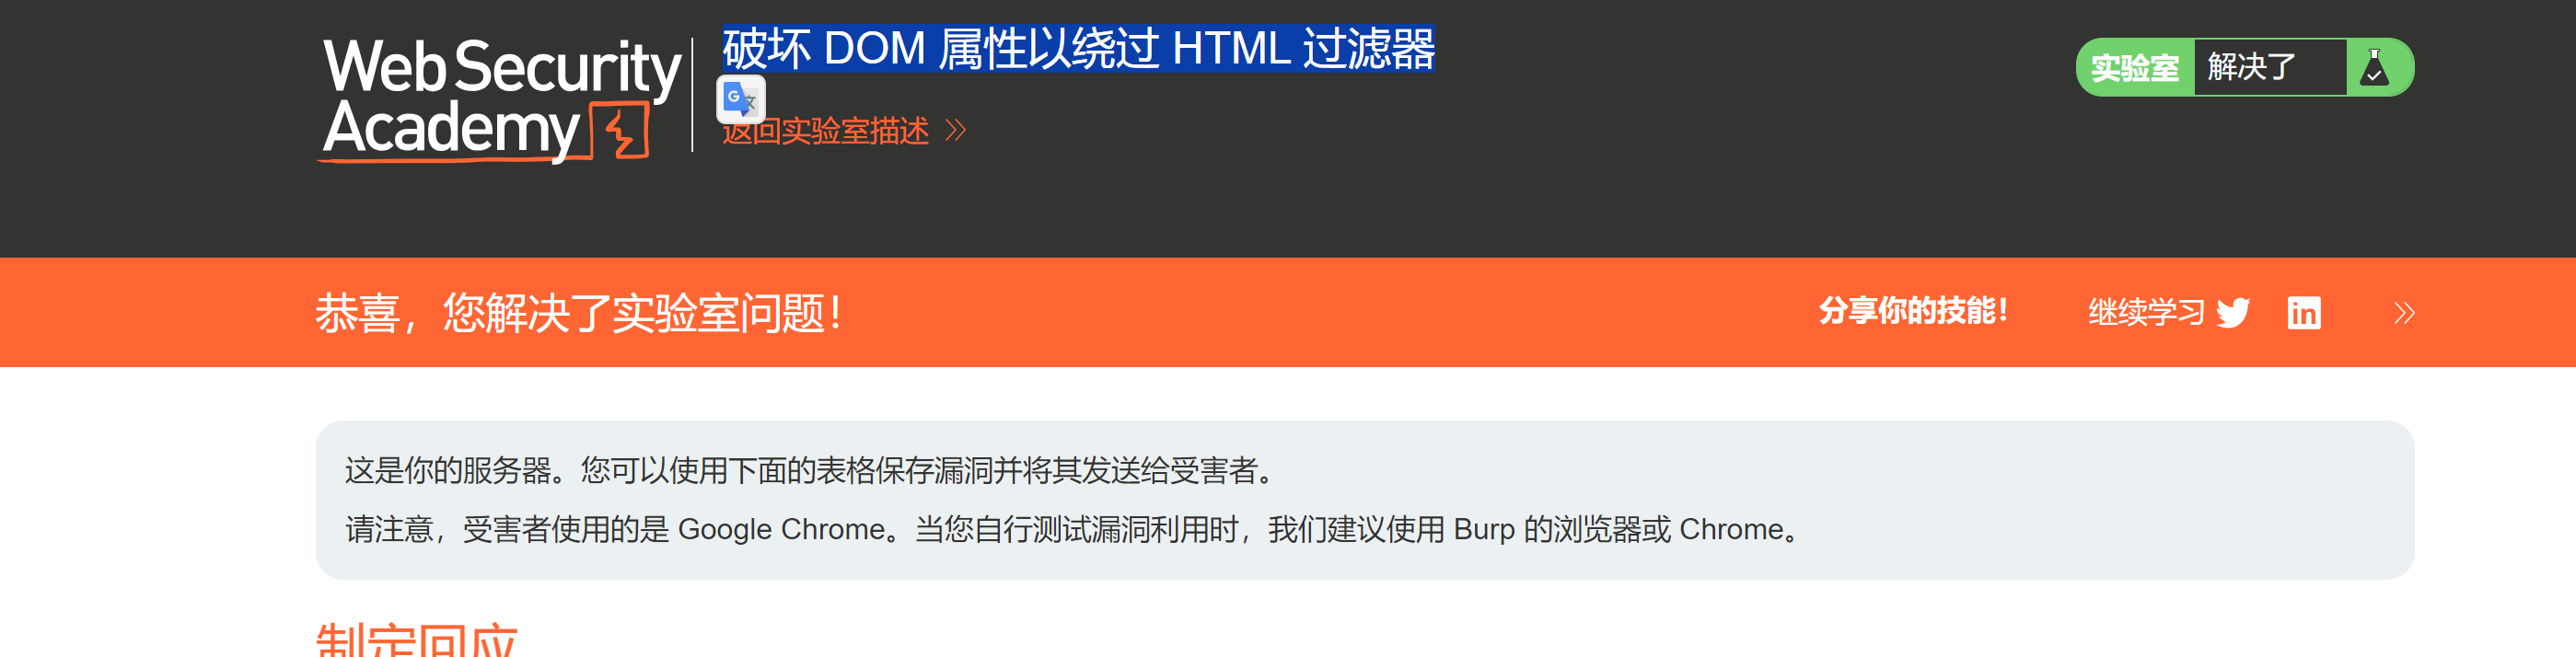 Web Security
Academy
破坏 DOM 属性以绕过 HTML 过滤器
返回实验室描述
实验室 解决了
恭喜，您解决了实验室问题！
分享你的技能！ 继续学习
这是你的服务器。您可以使用下面的表格保存漏洞并将其发送给受害者。
请注意，受害者使用的是 Google Chrome。当您自行测试漏洞利用时，我们建议使用 Burp 的浏览器或 Chrome。
制定回应